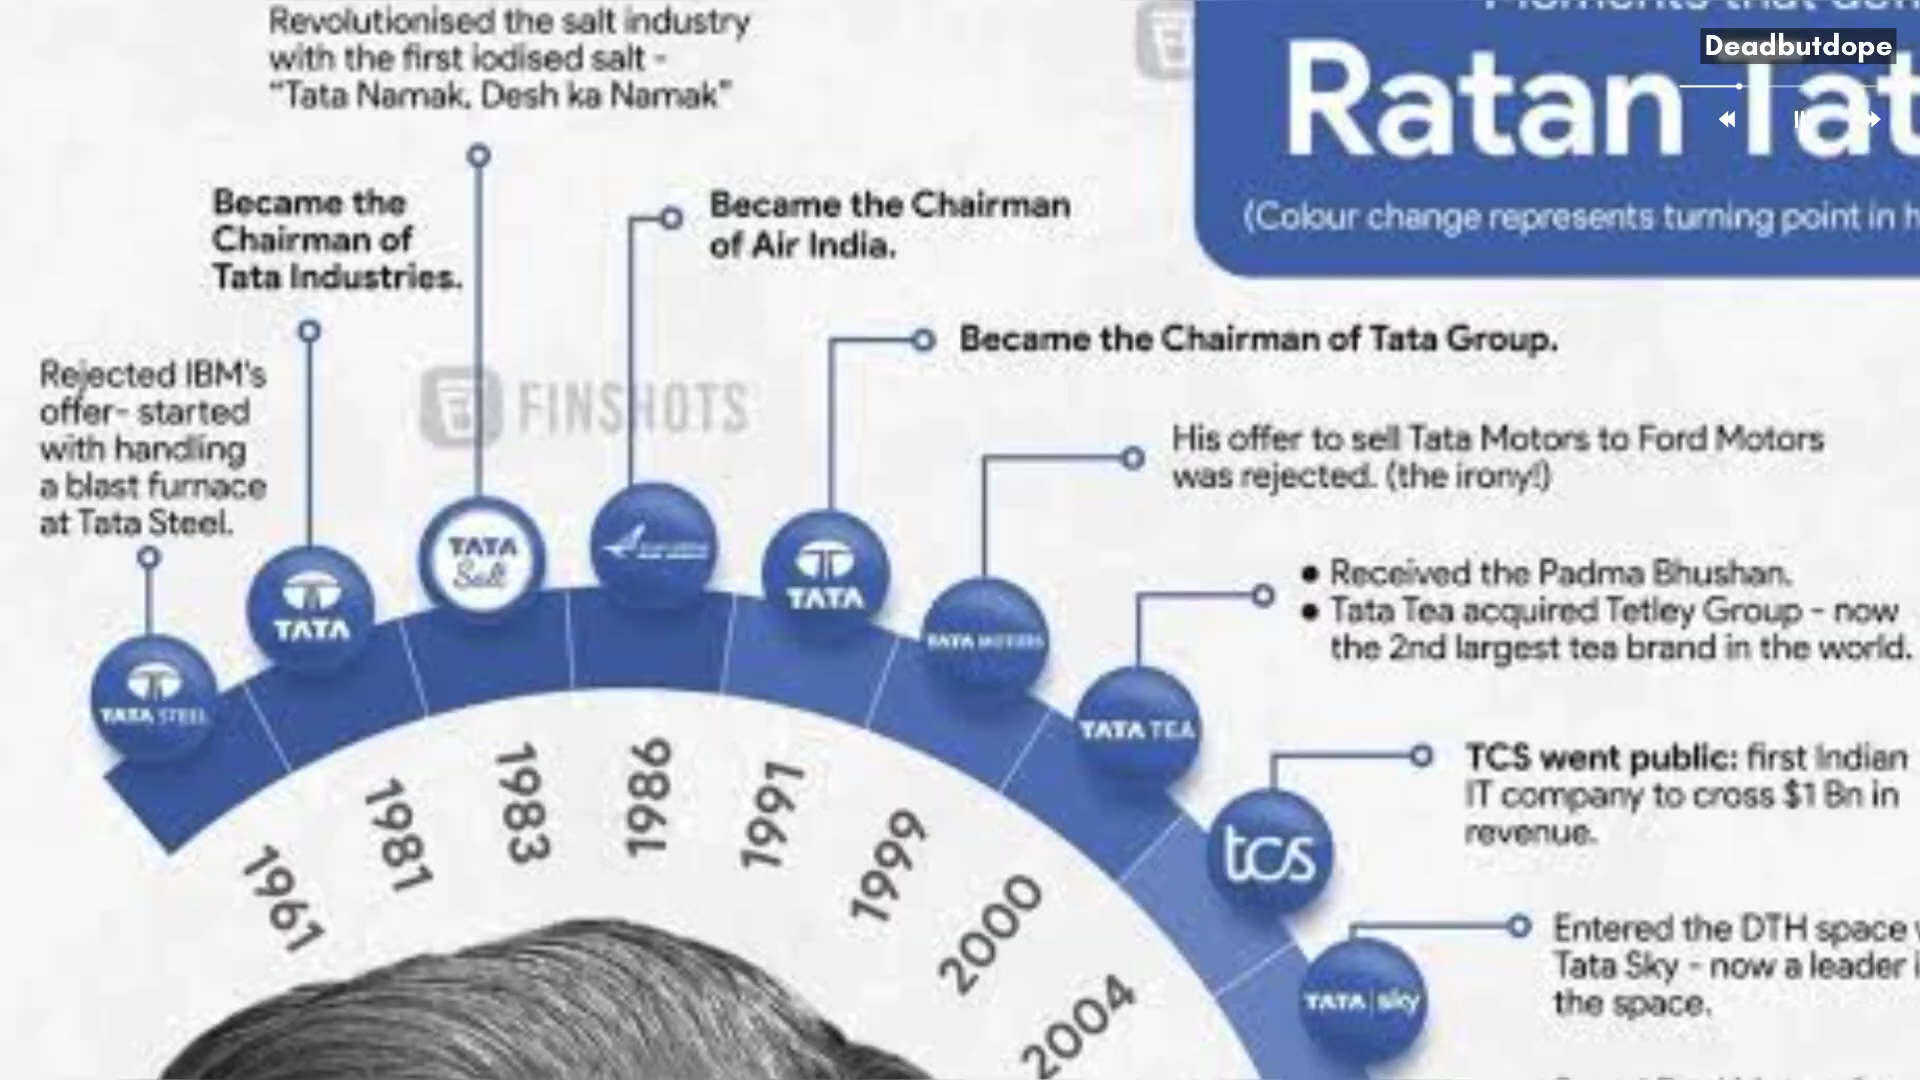 Revolutionised the salt industry
with the first iodised salt -
"Tata Namak, Desh ka Namak"
Deadbutdope
Ratan Tat
(Colour change represents turning point in h
Became the
Chairman of
Tata Industries.
Became the Chairman
of Air India.
Became the Chairman of Tata Group.
Rejected IBM's
offer- started
with handling
a blast furnace
at Tata Steel.
FINSHOTS
His offer to sell Tata Motors to Ford Motors
was rejected. (the irony!)
• Received the Padma Bhushan.
• Tata Tea acquired Tetley Group - now
the 2nd largest tea brand in the world.
TCS went public: first Indian
IT company to cross $1 Bn in
revenue.
Entered the DTH space
Tata Sky - now a leader
the space.
TATA STEEL
TATA
TATA
Salt
TATA
TATA MOTORS
TATA TEA
tcs
TATA sky
1961
1981
1983
1986
1991
1999
2000
2004